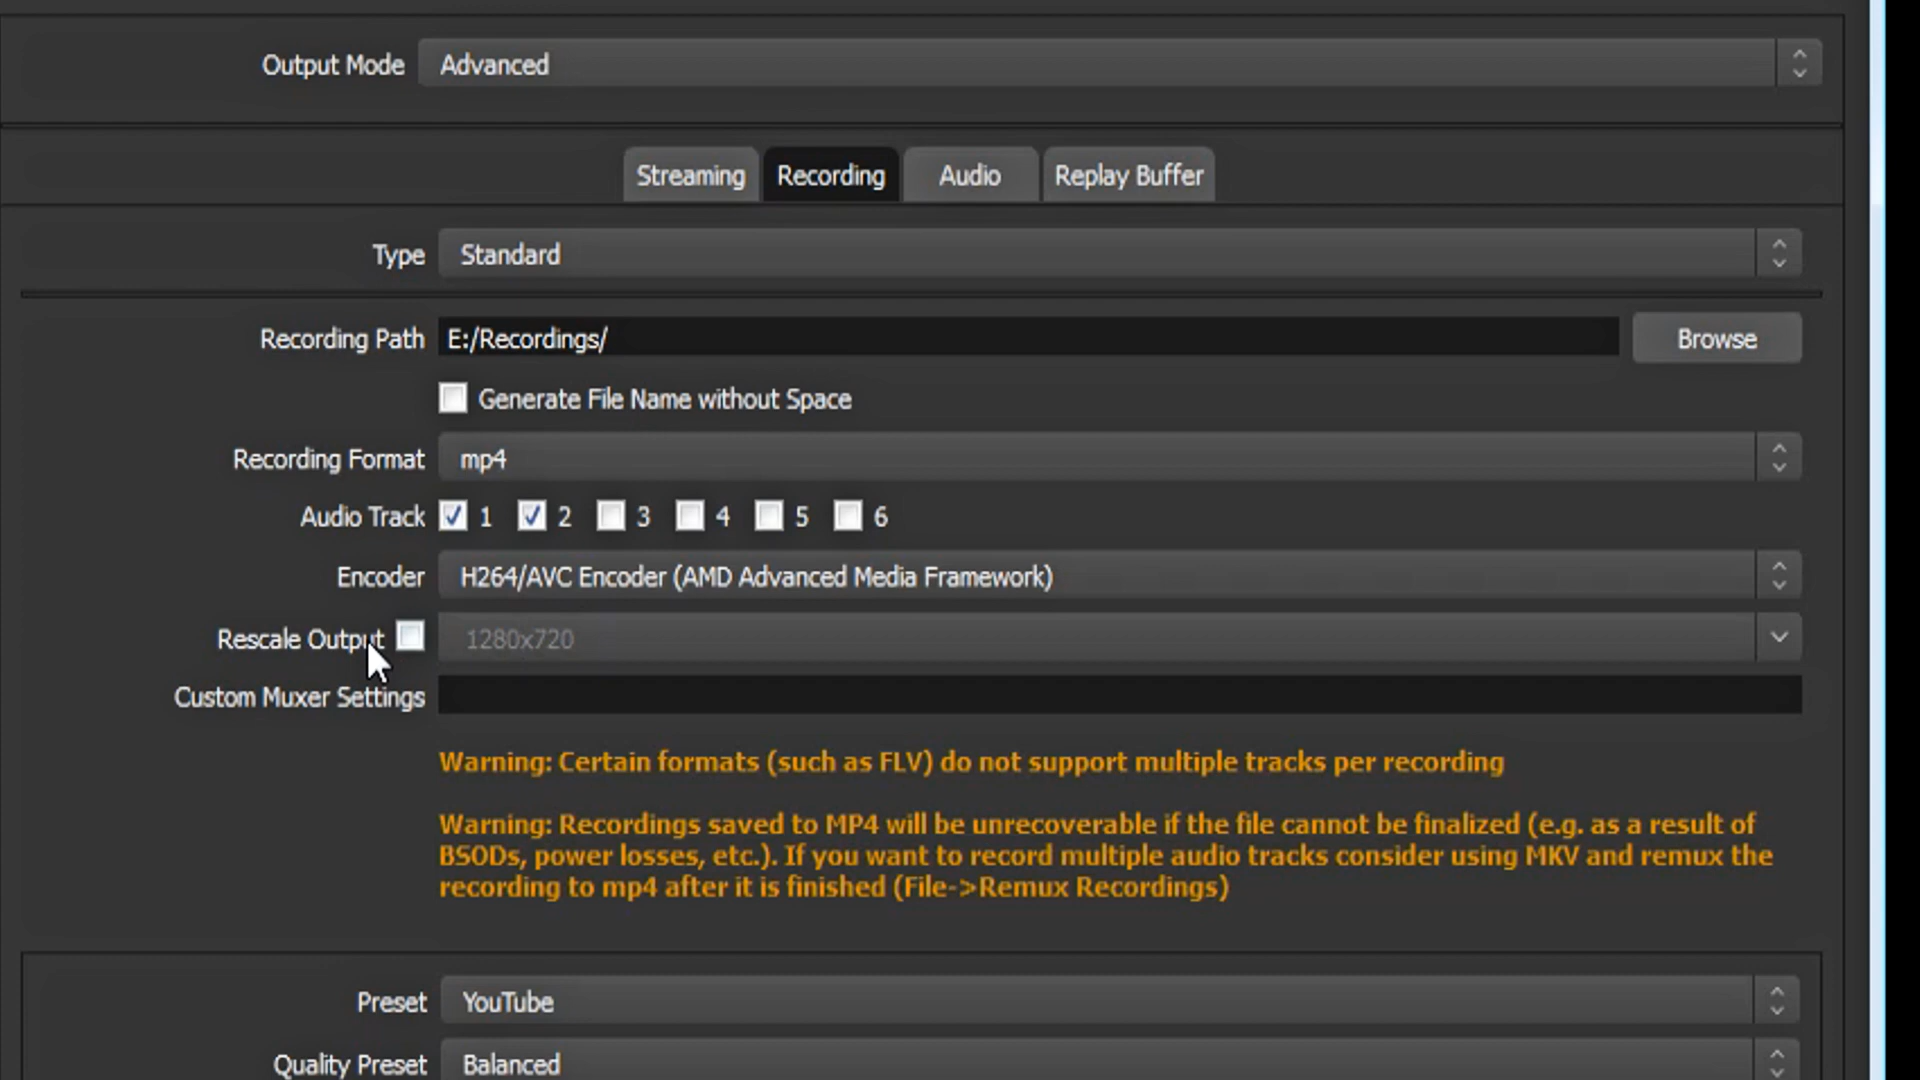 Output Mode Advanced
Streaming Recording Audio Replay Buffer
Type Standard
Recording Path E:/Recordings/ Browse
Generate File Name without Space
Recording Format mp4
Audio Track 1 2 3 4 5 6
Encoder H264/AVC Encoder (AMD Advanced Media Framework)
Rescale Output 1280x720
Custom Muxer Settings
Warning: Certain formats (such as FLV) do not support multiple tracks per recording
Warning: Recordings saved to MP4 will be unrecoverable if the file cannot be finalized (e.g. as a result of
BSODs, power losses, etc.). If you want to record multiple audio tracks consider using MKV and remux the
recording to mp4 after it is finished (File->Remux Recordings)
Preset YouTube
Quality Preset Balanced